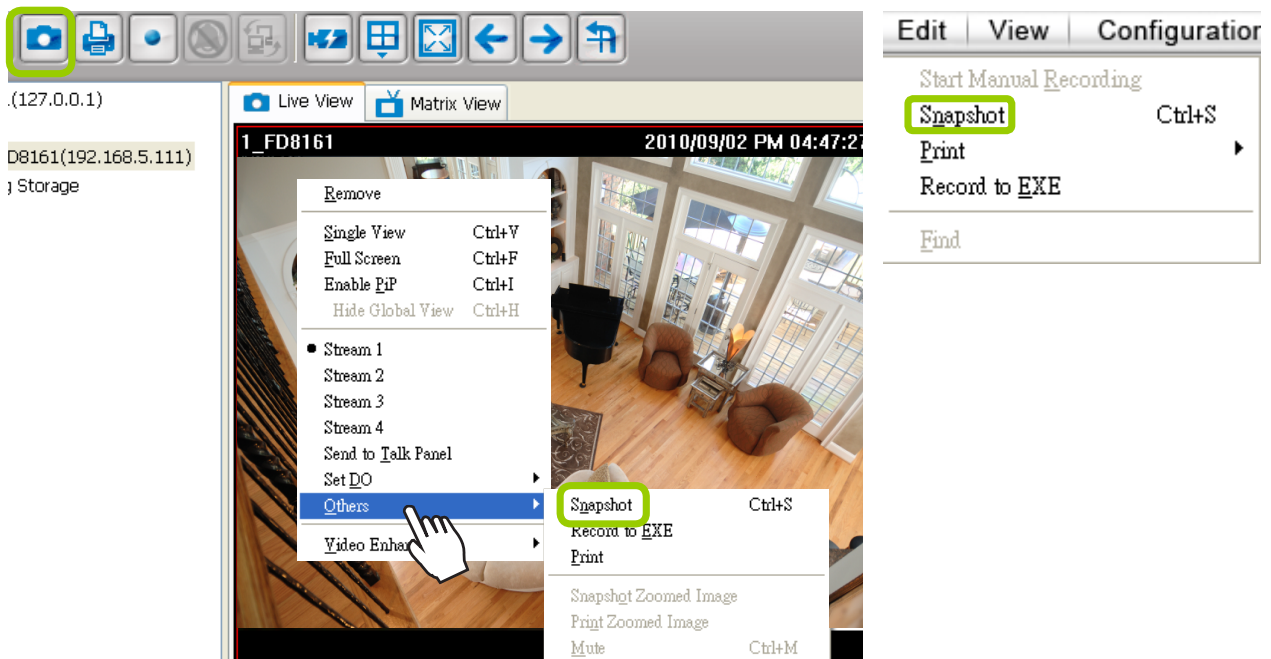 Edit View Configuration
.(127.0.0.1)
Live View Matrix View
Start Manual Recording
Snapshot Ctrl+S
Print
Record to EXE
Find
1_FD8161 2010/09/02 PM 04:47:27
D8161(192.168.5.111)
g Storage
Remove
Single View Ctrl+V
Full Screen Ctrl+F
Enable PiP Ctrl+I
Hide Global View Ctrl+H
Stream 1
Stream 2
Stream 3
Stream 4
Send to Talk Panel
Set DO
Others
Video Enhan
Snapshot Ctrl+S
Record to EXE
Print
Snapshot Zoomed Image
Print Zoomed Image
Mute Ctrl+M